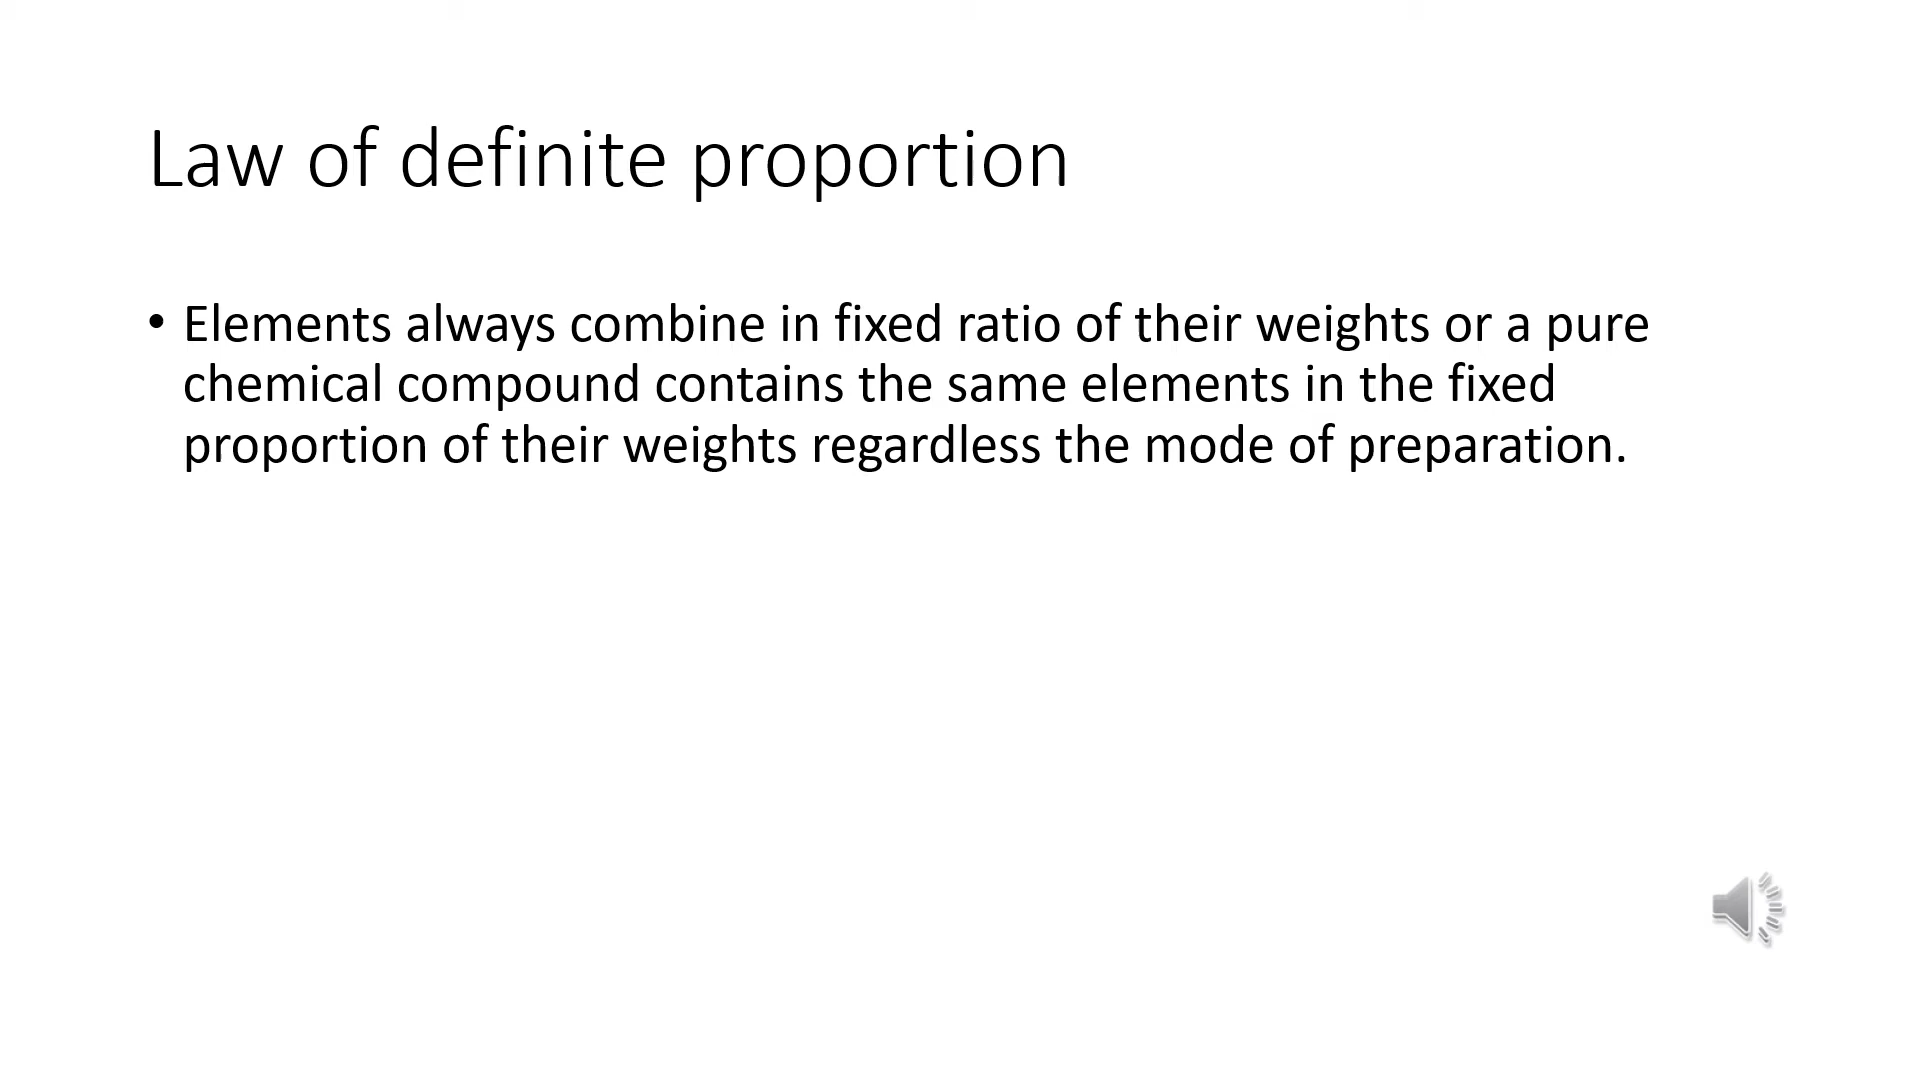 Law of definite proportion
• Elements always combine in fixed ratio of their weights or a pure
chemical compound contains the same elements in the fixed
proportion of their weights regardless the mode of preparation.